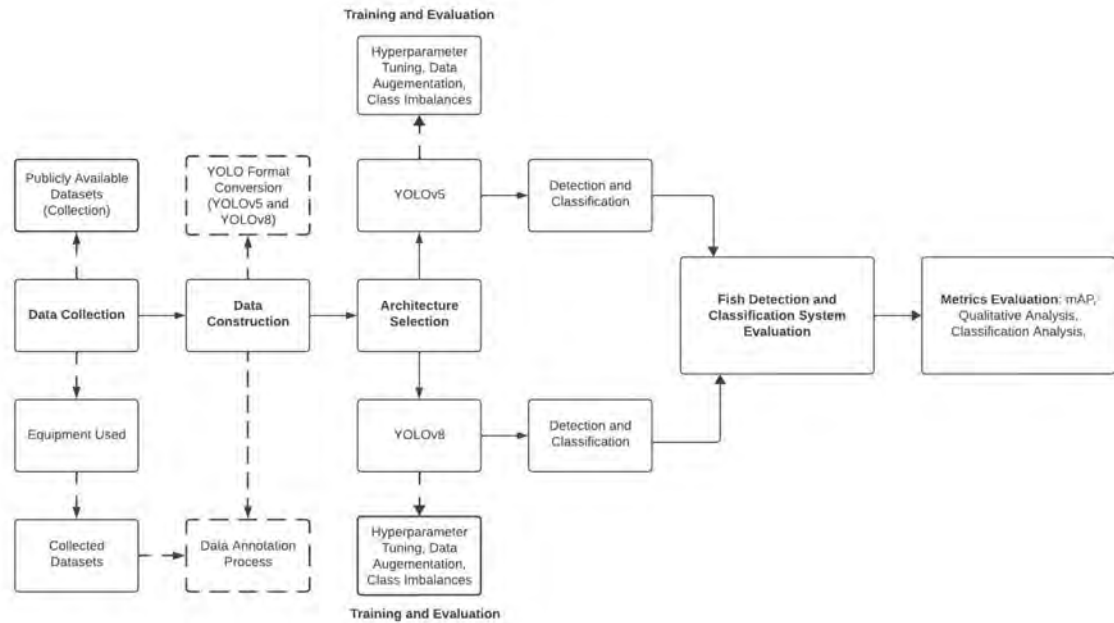 Training and Evaluation
Hyperparameter
Tuning, Data
Augementation,
Class Imbalances
Publicly Available
Datasets
(Collection)
YOLO Format
Conversion
(YOLOv5 and
YOLOv8)
YOLOv5
Detection and
Classification
Data Collection
Data
Construction
Architecture
Selection
Fish Detection and
Classification System
Evaluation
Metrics Evaluation: mAP,
Qualitative Analysis,
Classification Analysis.
Equipment Used
YOLOv8
Detection and
Classification
Collected
Datasets
Data Annotation
Process
Hyperparameter
Tuning, Data
Augementation,
Class Imbalances
Training and Evaluation